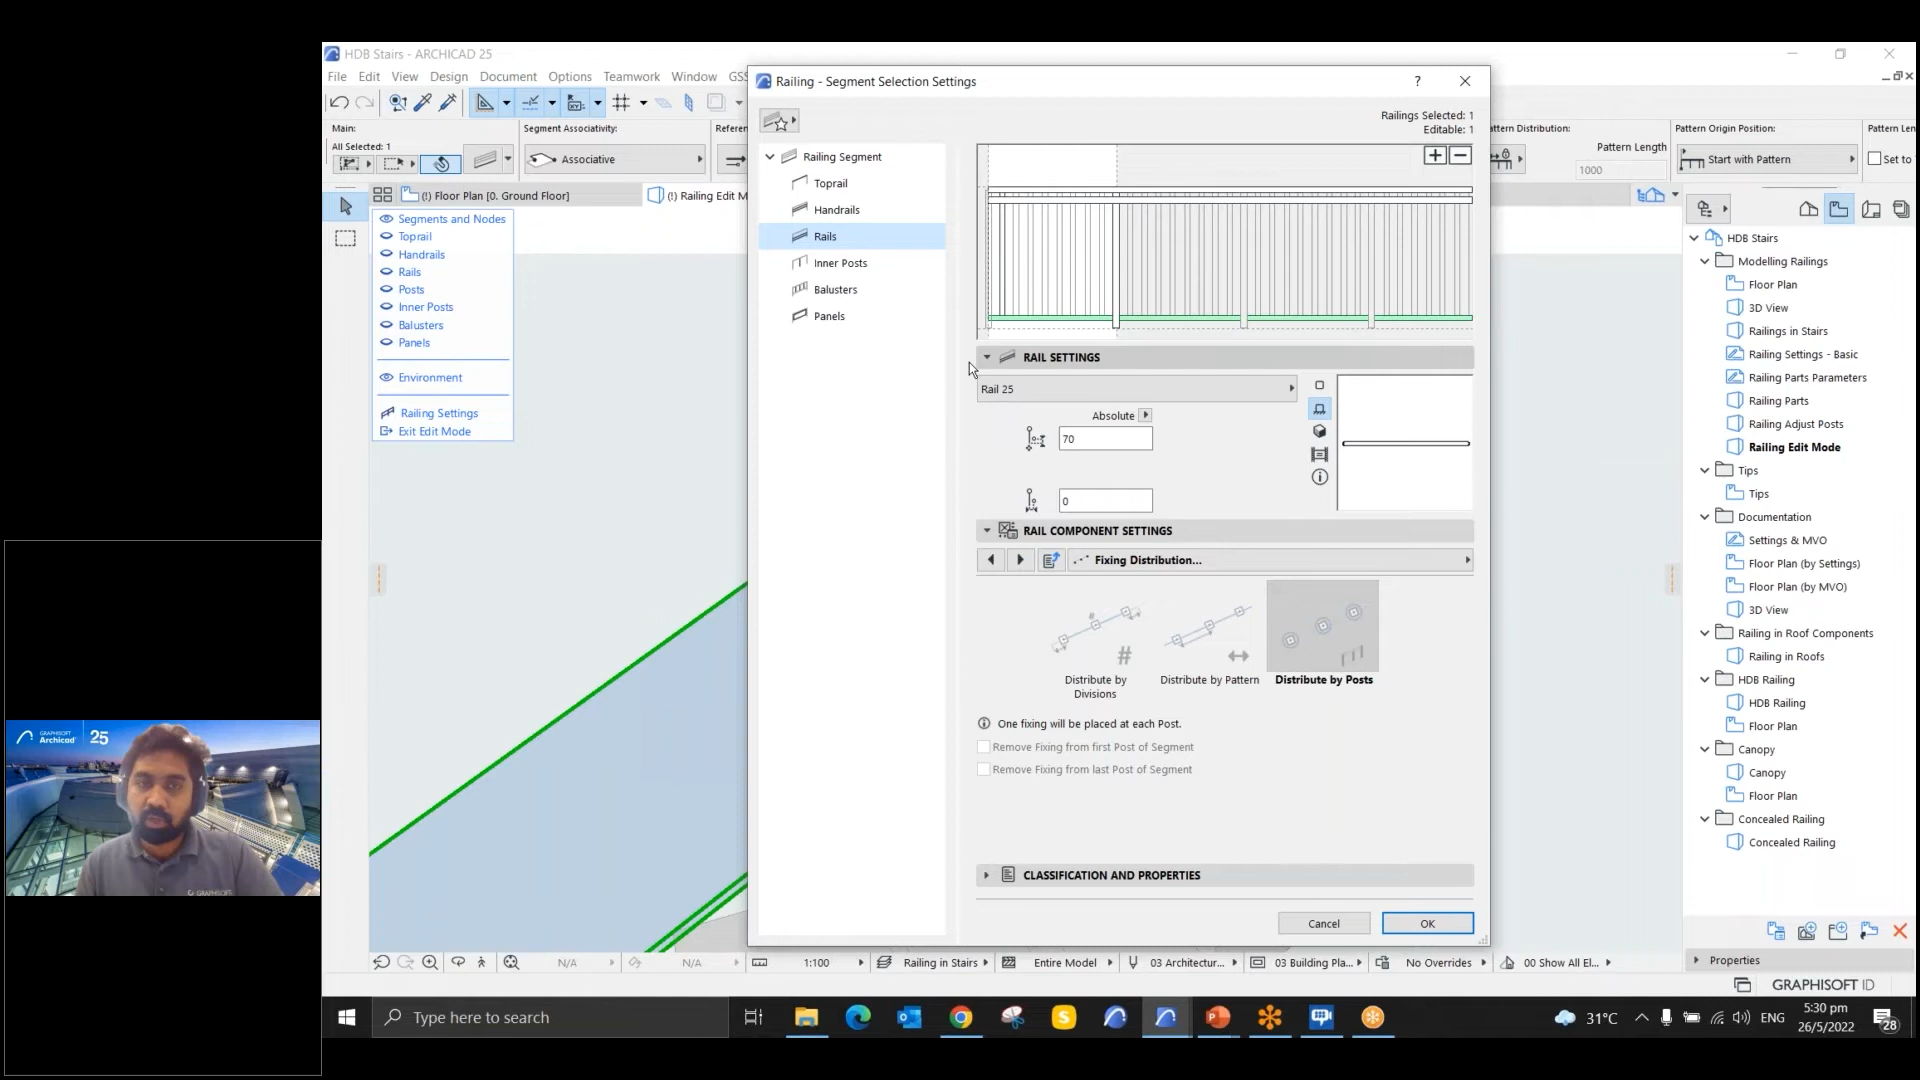 HDB Stairs - ARCHICAD 25
File Edit View Design Document Options Teamwork Window GSS
Main:
All Selected: 1
Segment Associativity:
Associative
Referen
Pattern Length
1000
attern Distribution:
Pattern Origin Position:
Start with Pattern
Pattern Len
Set to
(!) Floor Plan [0. Ground Floor]
(!) Railing Edit M
Segments and Nodes
Toprail
Handrails
Rails
Posts
Inner Posts
Balusters
Panels
Environment
Railing Settings
Exit Edit Mode
Railing - Segment Selection Settings
?
Railings Selected: 1
Editable: 1
Railing Segment
Toprail
Handrails
Rails
Inner Posts
Balusters
Panels
RAIL SETTINGS
Rail 25
Absolute
70
0
RAIL COMPONENT SETTINGS
Fixing Distribution...
Distribute by Divisions
Distribute by Pattern
Distribute by Posts
One fixing will be placed at each Post.
Remove Fixing from first Post of Segment
Remove Fixing from last Post of Segment
CLASSIFICATION AND PROPERTIES
Cancel
OK
HDB Stairs
Modelling Railings
Floor Plan
3D View
Railings in Stairs
Railing Settings - Basic
Railing Parts Parameters
Railing Parts
Railing Adjust Posts
Railing Edit Mode
Tips
Tips
Documentation
Settings & MVO
Floor Plan (by Settings)
Floor Plan (by MVO)
3D View
Railing in Roof Components
Railing in Roofs
HDB Railing
HDB Railing
Floor Plan
Canopy
Canopy
Floor Plan
Concealed Railing
Concealed Railing
Properties
GRAPHISOFT ID
N/A
N/A
1:100
Railing in Stairs
Entire Model
03 Architectur...
03 Building Pla...
No Overrides
00 Show All El...
Type here to search
31°C
ENG
5:30 pm
26/5/2022
28
GRAPHISOFT
Archicad
25
GRAPHISOFT